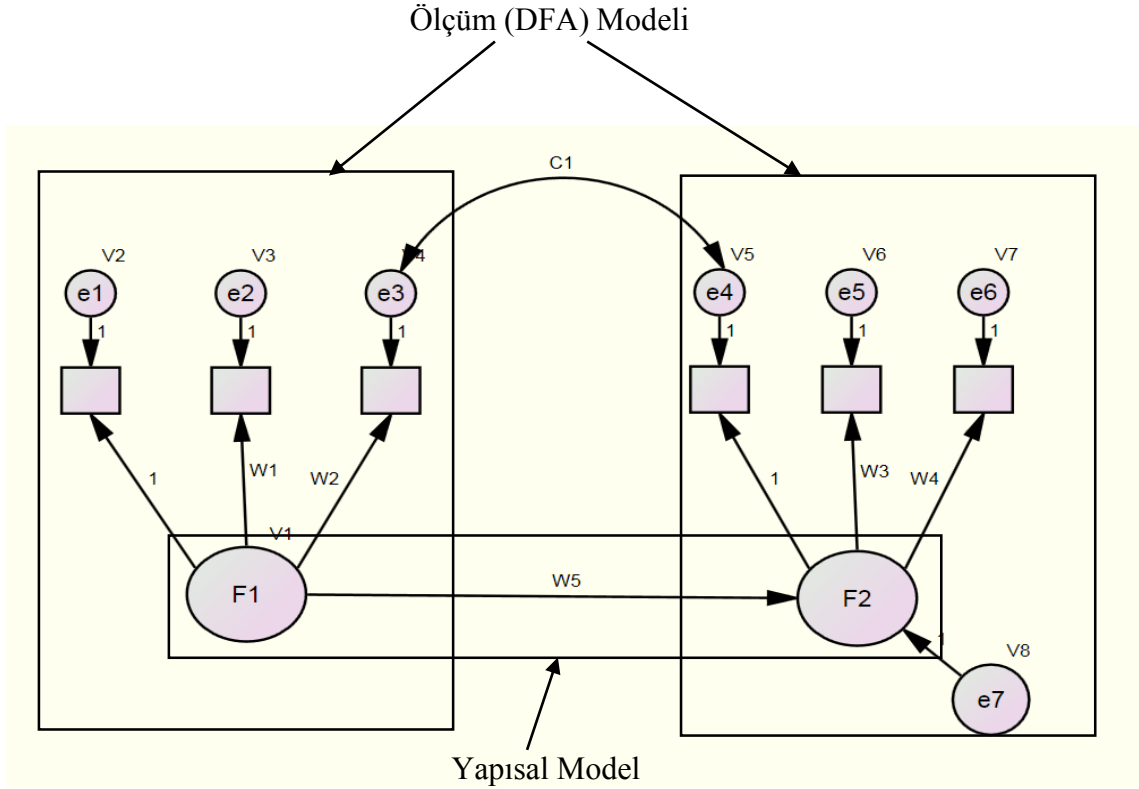 Ölçüm (DFA) Modeli
C1
V2 V3 V4 V5 V6 V7
e1 e2 e3 e4 e5 e6
1 1 1 1 1 1
1 W1 W2 1 W3 W4
V1
F1 W5 F2
1 V8
e7
Yapısal Model